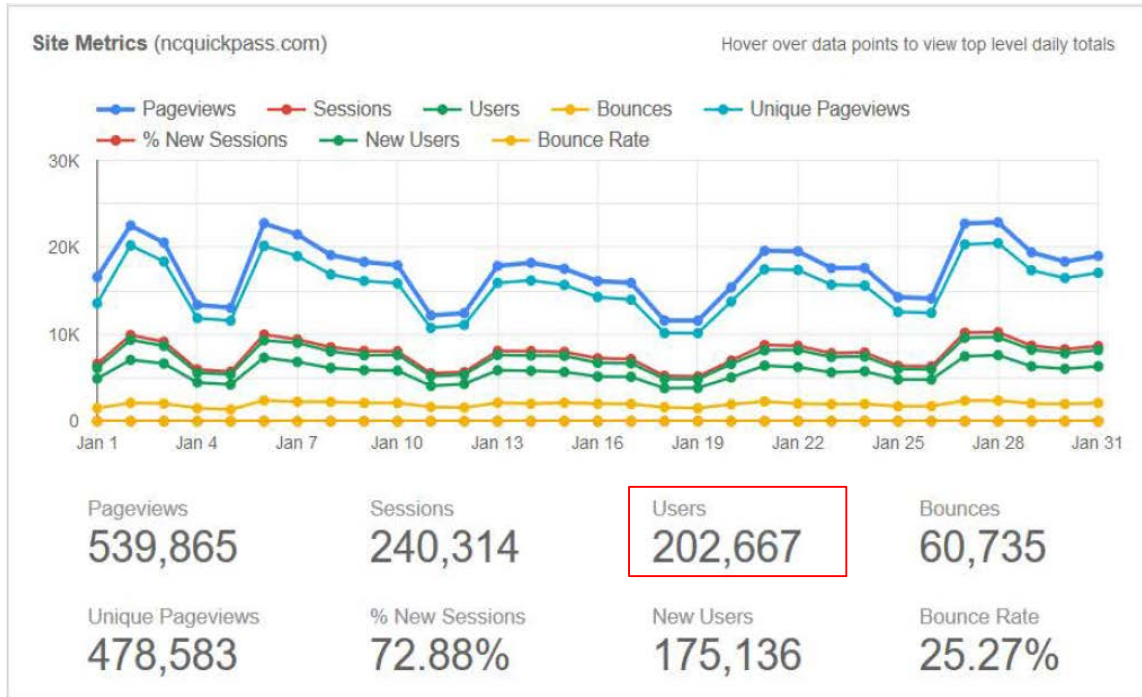 Site Metrics (ncquickpass.com) Hover over data points to view top level daily totals
Pageviews Sessions Users Bounces Unique Pageviews
% New Sessions New Users Bounce Rate
30K
20K
10K
0
Jan 1 Jan 4 Jan 7 Jan 10 Jan 13 Jan 16 Jan 19 Jan 22 Jan 25 Jan 28 Jan 31
Pageviews Sessions Users Bounces
539,865 240,314 202,667 60,735
Unique Pageviews % New Sessions New Users Bounce Rate
478,583 72.88% 175,136 25.27%